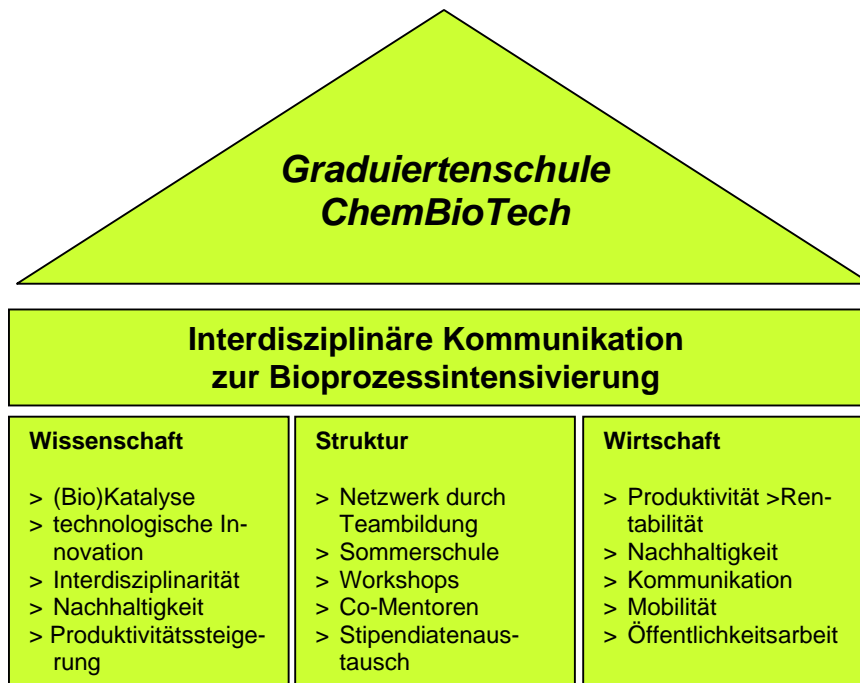 Graduiertenschule
ChemBioTech
Interdisziplinäre Kommunikation
zur Bioprozessintensivierung
Wissenschaft
> (Bio)Katalyse
> technologische In-
novation
> Interdisziplinarität
> Nachhaltigkeit
> Produktivitätssteige-
rung
Struktur
> Netzwerk durch
Teambildung
> Sommerschule
> Workshops
> Co-Mentoren
> Stipendiatenaus-
tausch
Wirtschaft
> Produktivität >Ren-
tabilität
> Nachhaltigkeit
> Kommunikation
> Mobilität
> Öffentlichkeitsarbeit